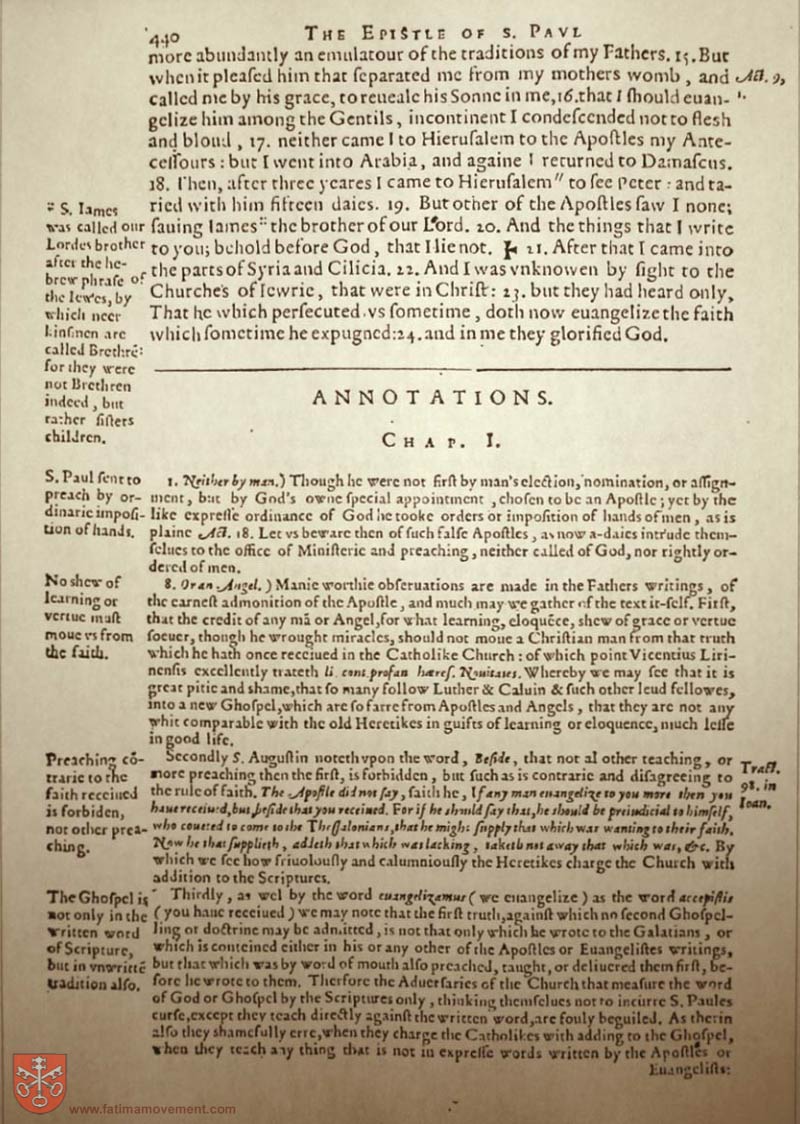 440 THE EPISTLE OF S. PAVL
more abundantly an emulatour of the traditions of my Fathers. 15. But
when it pleaſed him that ſeparated me from my mothers womb, and
called me by his grace, to reueale his Sonne in me, 16. that I ſhould euan-
gelize him among the Gentils, incontinent I condeſcended not to fleſh
and bloud, 17. neither came I to Hieruſalem to the Apoſtles my Ante-
ceſſours: but I went into Arabia, and againe I returned to Damaſcus.
18. Then, after three yeares I came to Hieruſalem" to ſee Peter: and ta-
ried with him fifteen daies. 19. But other of the Apoſtles ſaw I none;
ſauing Iames:: the brother of our Lord. 20. And the things that I write
to you; behold before God, that I lie not. 21. After that I came into
the parts of Syria and Cilicia. 22. And I was vnknowen by ſight to the
Churches of Iewrie, that were in Chriſt: 23. but they had heard only,
That he which perſecuted vs ſometime, doth now euangelize the faith
which ſometime he expugned: 24. and in me they glorified God.
Act. 9,
:: S. Iames
was called our
Lordes brother
after the he-
brew phraſe of
the Iewes, by
which neer
kinſmen are
called Brethrē:
for they were
not Brethren
indeed, but
rather ſiſters
children.
ANNOTATIONS.
CHAP. I.
S. Paul ſent to
preach by or-
dinarie impoſi-
tion of hands.
1. Neither by man.) Though he were not firſt by man's election, nomination, or aſſign-
ment, but by God's owne ſpecial appointment, choſen to be an Apoſtle; yet by the
like expreſſe ordinance of God he tooke orders or impoſition of hands of men, as is
plaine Act. 18. Let vs beware then of ſuch falſe Apoſtles, as now a-daies intrude them-
ſelues to the office of Miniſterie and preaching, neither called of God, nor rightly or-
dered of men.
No ſhew of
learning or
vertue muſt
moue vs from
the faith.
8. Or an Angel.) Manie worthie obſeruations are made in the Fathers writings, of
the earneſt admonition of the Apoſtle, and much may we gather of the text it-ſelf. Firſt,
that the credit of any mā or Angel, for what learning, eloquēce, ſhew of grace or vertue
ſoeuer, though he wrought miracles, ſhould not moue a Chriſtian man from that truth
which he hath once receiued in the Catholike Church: of which point Vicentius Liri-
nenſis excellently trateth li. cont. profan hæreſ. Nouitates. Whereby we may ſee that it is
great pitie and shame, that ſo many follow Luther & Caluin & ſuch other leud fellowes,
into a new Ghoſpel, which are ſo farre from Apoſtles and Angels, that they are not any
whit comparable with the old Heretikes in guifts of learning or eloquence, much leſſe
in good life.
Preaching cō-
trarie to the
faith receiued
is forbiden,
not other prea-
ching.
Secondly S. Auguſtin noteth vpon the word, Beſide, that not al other teaching, or
more preaching then the firſt, is forbidden, but ſuch as is contrarie and diſagreeing to
the rule of faith. The Apoſtle did not ſay, ſaith he, If any man euangelize to you more then you
haue receiued, but, beſide that you receiued. For if he should ſay that, he should be preiudicial to himſelf,
who coueted to come to the Theſſalonians, that he might ſupply that which was wanting to their faith.
Now he that ſupplieth, addeth that which was lacking, taketh not away that which was, &c. By
which we ſee how friuolouſly and calumniouſly the Heretikes charge the Church with
addition to the Scriptures.
Tract.
98. in
Ioan.
The Ghoſpel is
not only in the
written word
of Scripture,
but in vnwrittē
tradition alſo.
Thirdly, as wel by the word euangelizamus (we euangelize) as the word accepiſtis
(you haue receiued) we may note that the firſt truth, againſt which no ſecond Ghoſpel-
ling or doctrine may be admitted, is not that only which he wrote to the Galatians, or
which is conteined either in his or any other of the Apoſtles or Euangeliſtes writings,
but that which was by word of mouth alſo preached, taught, or deliuered them firſt, be-
fore he wrote to them. Therfore the Aduerſaries of the Church that meaſure the word
of God or Ghoſpel by the Scriptures only, thinking themſelues not to incurre S. Paules
curſe, except they teach directly againſt the written word, are fouly beguiled. As therin
alſo they shamefully erre, when they charge the Catholikes with adding to the Ghoſpel,
when they teach any thing that is not in expreſſe words written by the Apoſtles or
Euangeliſts:
www.fatimamovement.com